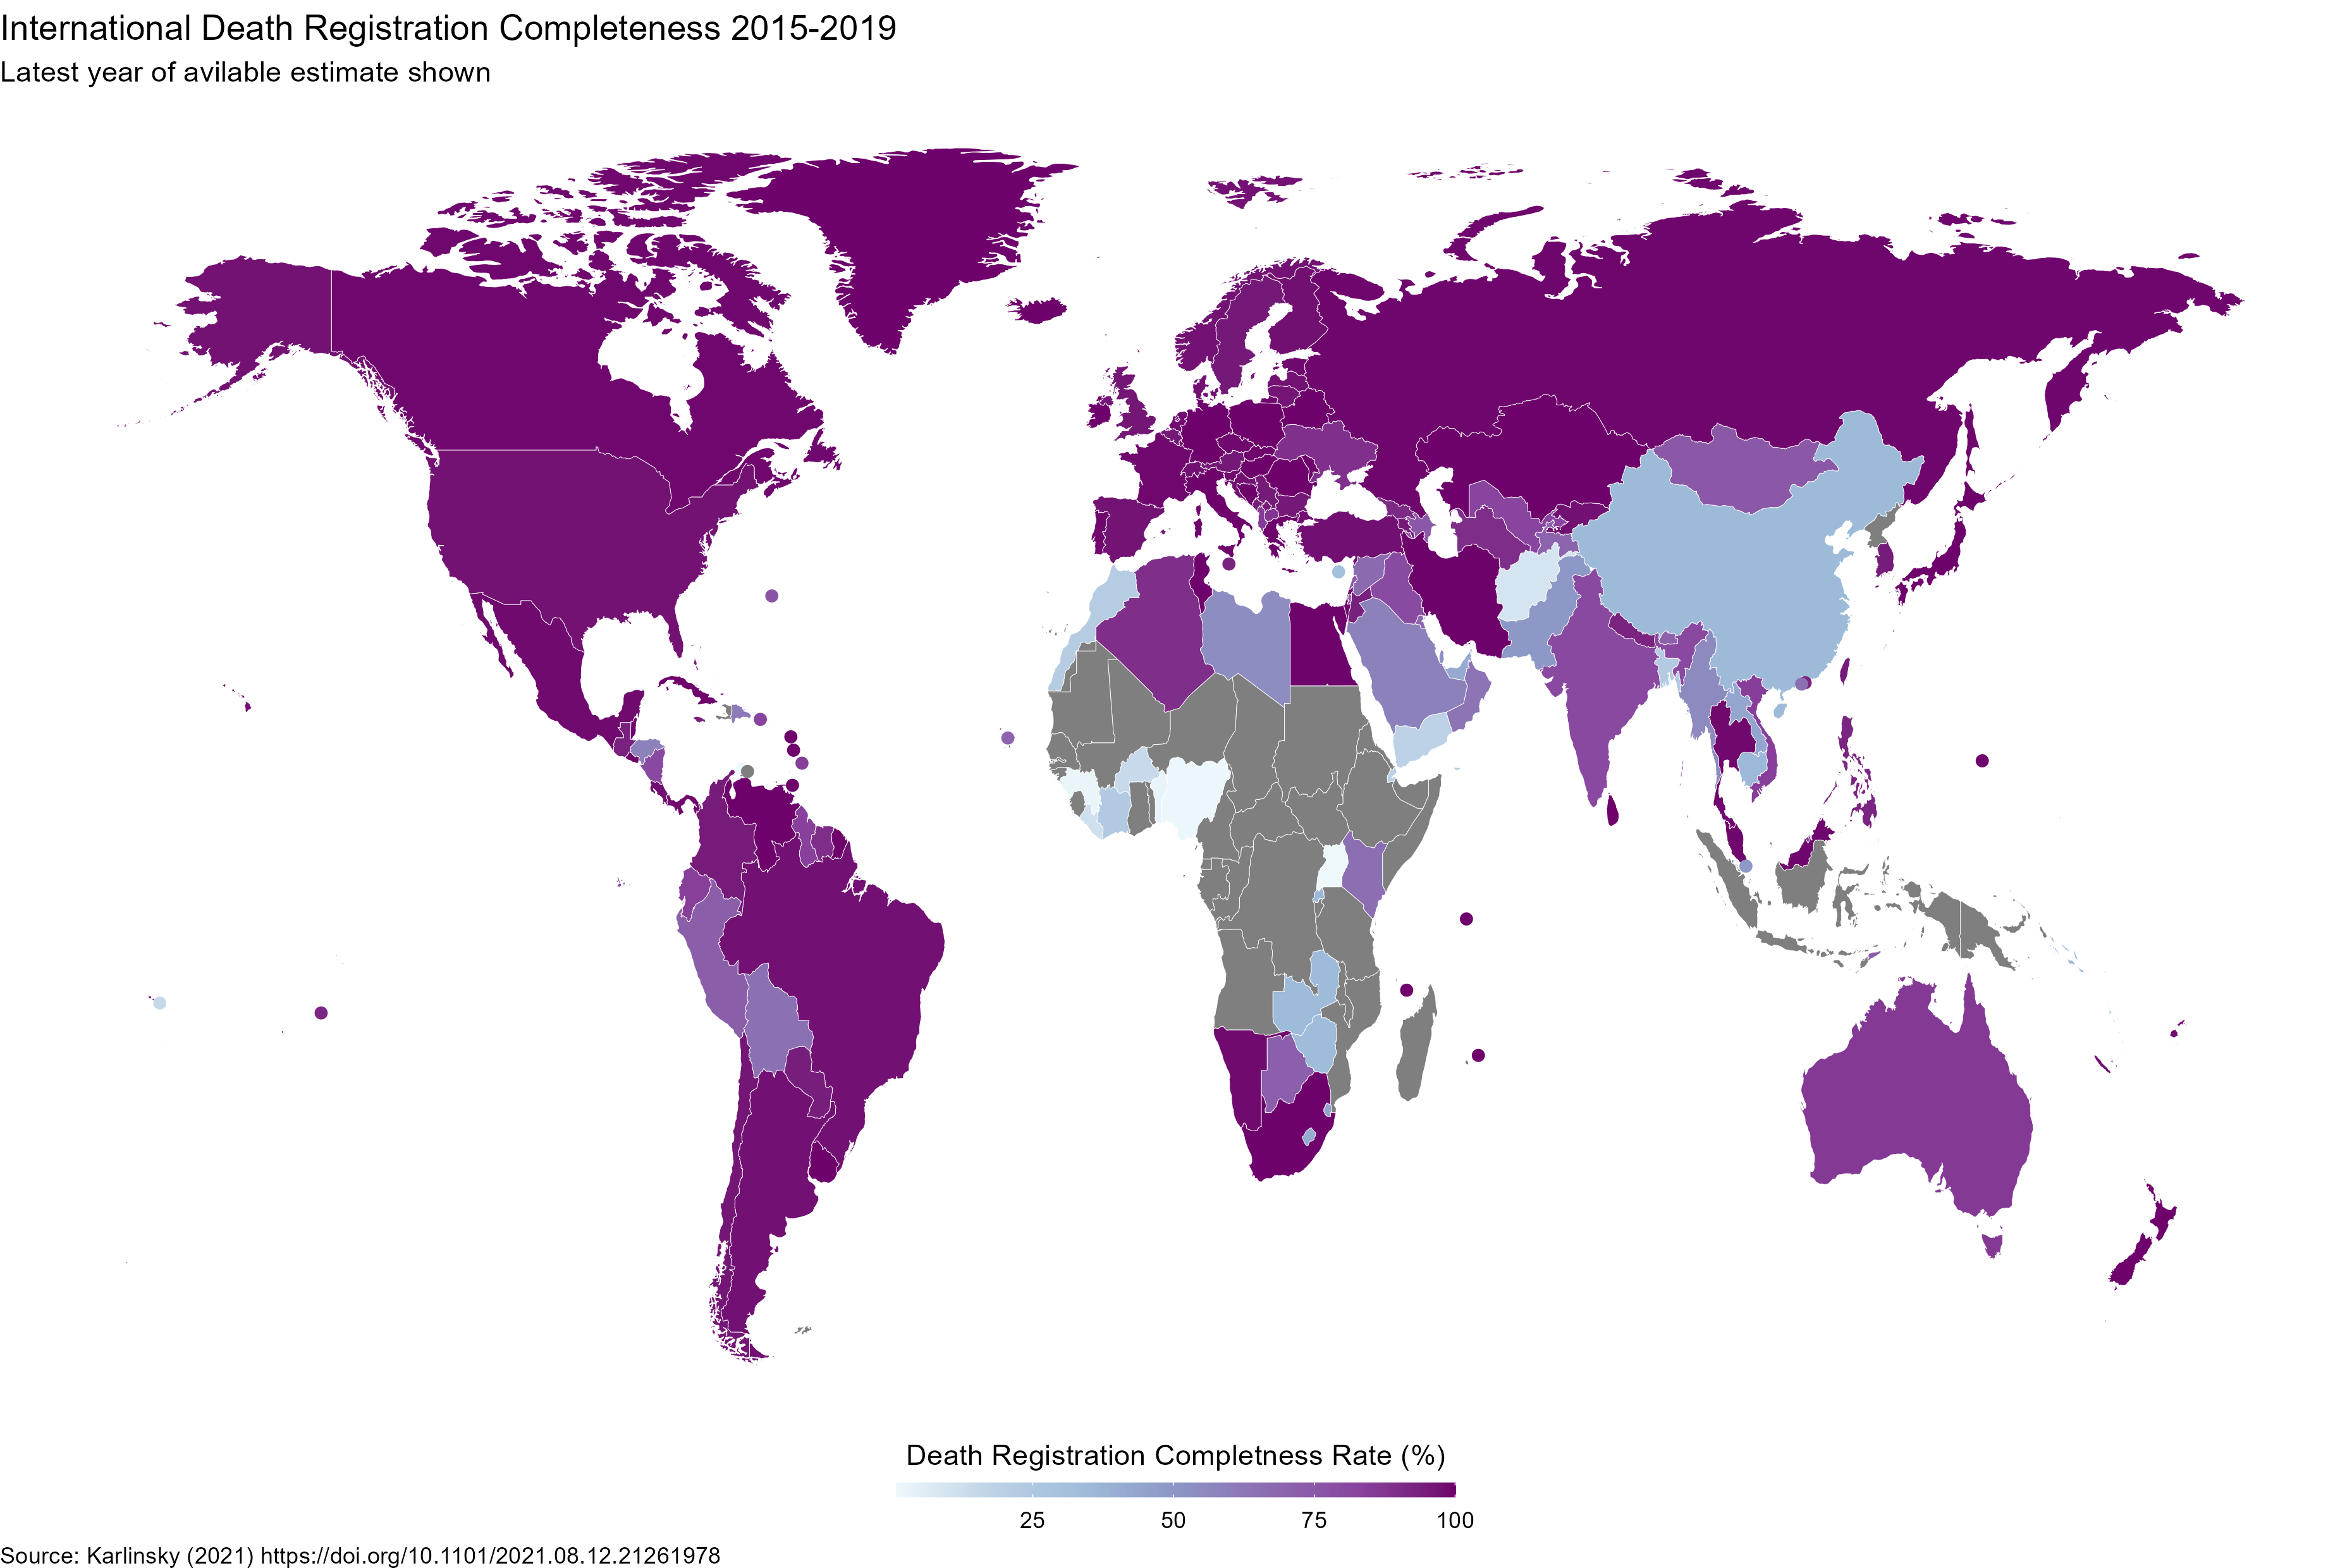 International Death Registration Completeness 2015-2019
Latest year of avilable estimate shown
Death Registration Completness Rate (%)
25 50 75 100
Source: Karlinsky (2021) https://doi.org/10.1101/2021.08.12.21261978